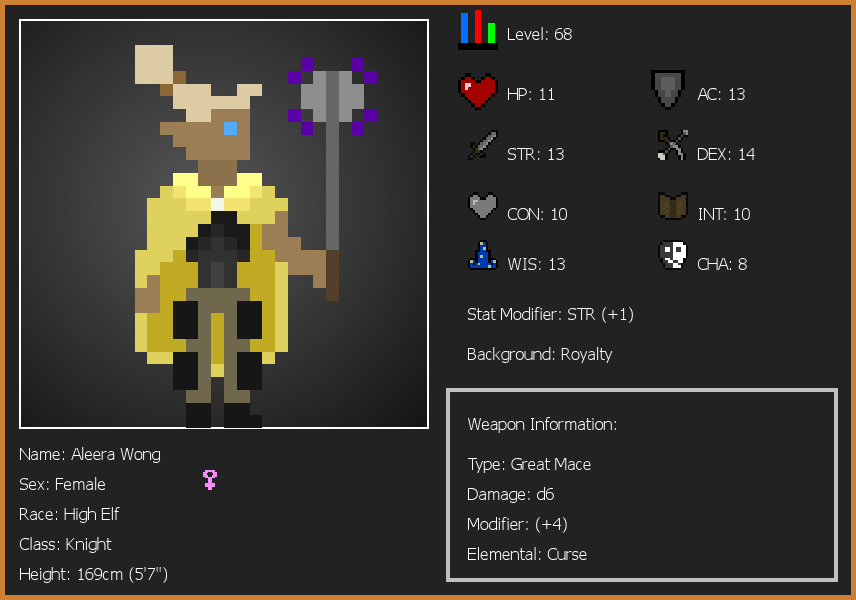 Level: 68
HP: 11
AC: 13
STR: 13
DEX: 14
CON: 10
INT: 10
WIS: 13
CHA: 8
Stat Modifier: STR (+1)
Background: Royalty
Weapon Information:
Type: Great Mace
Damage: d6
Modifier: (+4)
Elemental: Curse
Name: Aleera Wong
Sex: Female
Race: High Elf
Class: Knight
Height: 169cm (5'7")